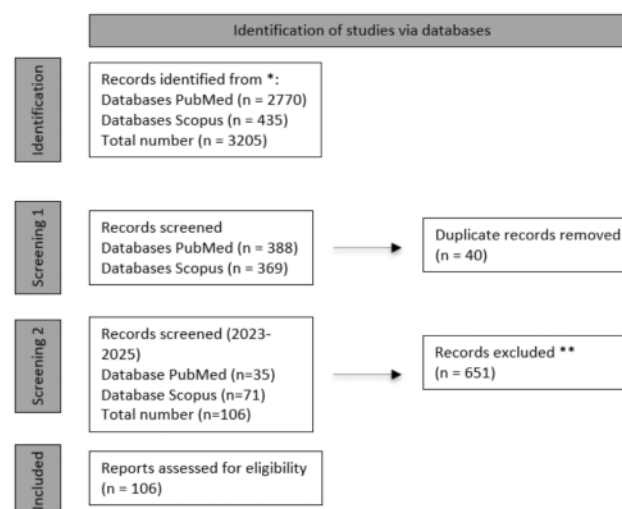 Identification of studies via databases
Identification
Records identified from *:
Databases PubMed (n = 2770)
Databases Scopus (n = 435)
Total number (n = 3205)
Screening 1
Records screened
Databases PubMed (n = 388)
Databases Scopus (n = 369)
Duplicate records removed
(n = 40)
Screening 2
Records screened (2023-
2025)
Database PubMed (n=35)
Database Scopus (n=71)
Total number (n=106)
Records excluded **
(n = 651)
Included
Reports assessed for eligibility
(n = 106)